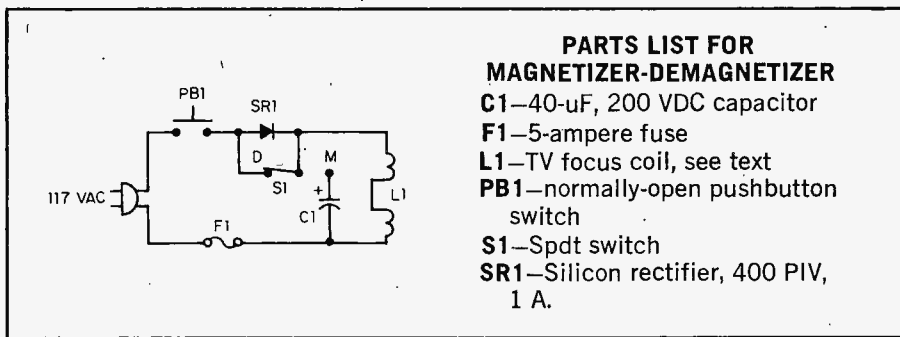 PARTS LIST FOR
MAGNETIZER-DEMAGNETIZER
C1—40-uF, 200 VDC capacitor
F1—5-ampere fuse
L1—TV focus coil, see text
PB1—normally-open pushbutton
switch
S1—Spdt switch
SR1—Silicon rectifier, 400 PIV,
1 A.
PB1
SR1
D
M
S1
117 VAC
+
C1
L1
F1